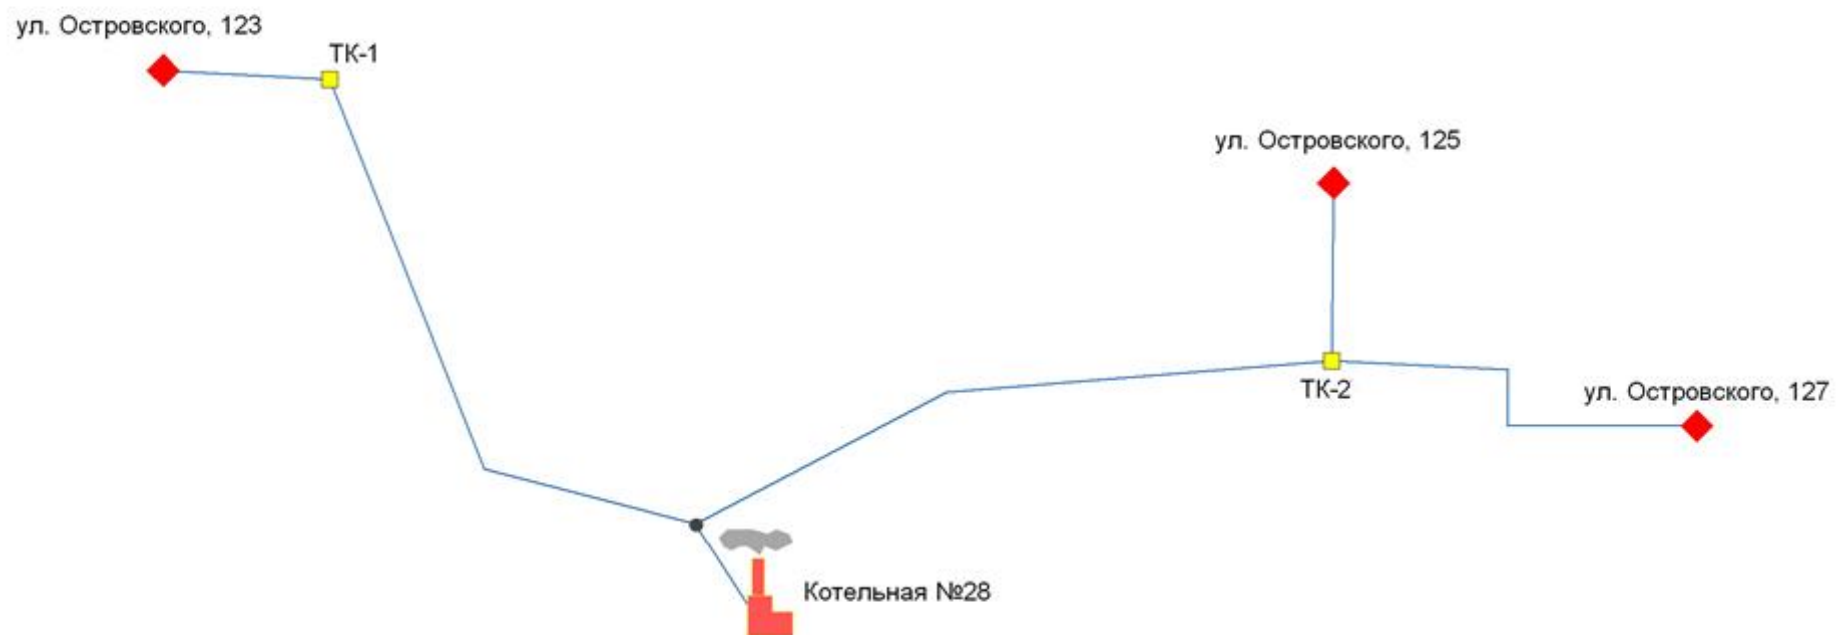 ул. Островского, 123
ТК-1
ул. Островского, 125
ТК-2
ул. Островского, 127
Котельная №28